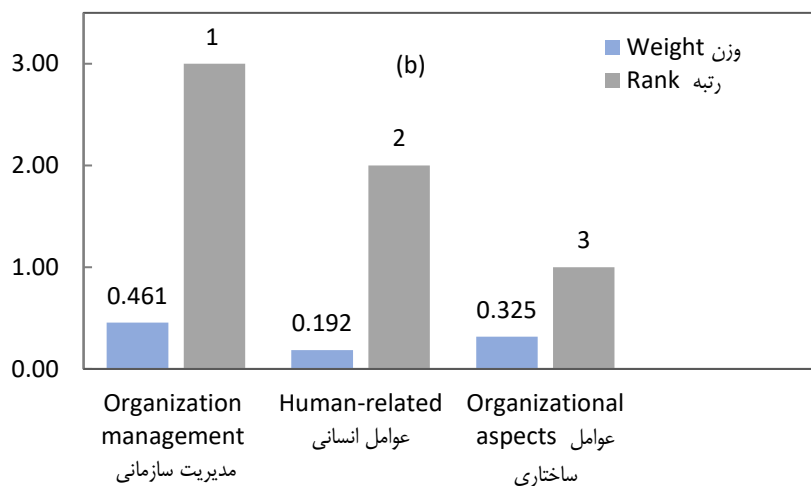 3.00
2.00
1.00
0.00
(b)
Weight وزن
Rank رتبه
1
2
3
0.461
0.192
0.325
Organization
management
مدیریت سازمانی
Human-related
عوامل انسانی
Organizational
aspects عوامل
ساختاری